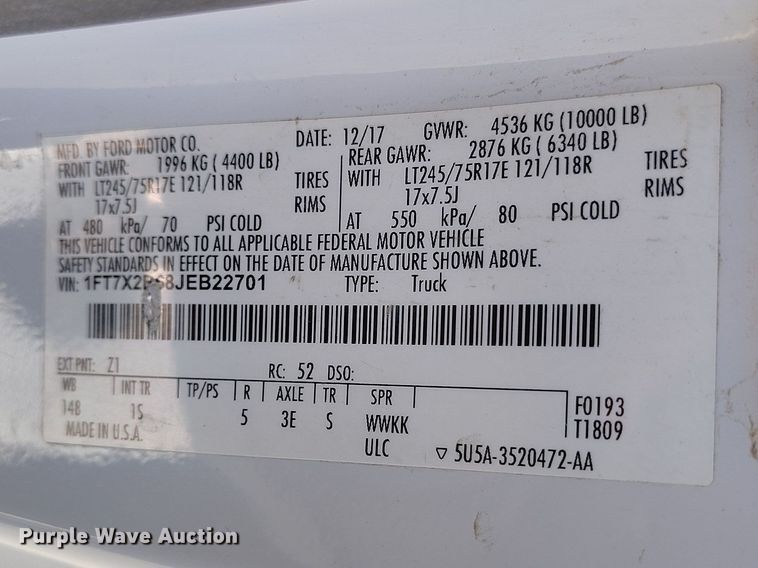 MFD. BY FORD MOTOR CO. DATE: 12/17 GVWR: 4536 KG (10000 LB)
FRONT GAWR: 1996 KG ( 4400 LB) REAR GAWR: 2876 KG ( 6340 LB)
WITH LT245/75R17E 121/118R TIRES WITH LT245/75R17E 121/118R TIRES
17x7.5J RIMS 17x7.5J RIMS
AT 480 kPa/ 70 PSI COLD AT 550 kPa/ 80 PSI COLD
THIS VEHICLE CONFORMS TO ALL APPLICABLE FEDERAL MOTOR VEHICLE
SAFETY STANDARDS IN EFFECT ON THE DATE OF MANUFACTURE SHOWN ABOVE.
VIN: TYPE: Truck
EXT PNT: Z1 RC: 52 DSO:
WB INT TR TP/PS R AXLE TR SPR F0193
148 1S 5 3E S WWKK T1809
MADE IN U.S.A. ULC ▽ 5U5A-3520472-AA
Purple Wave Auction